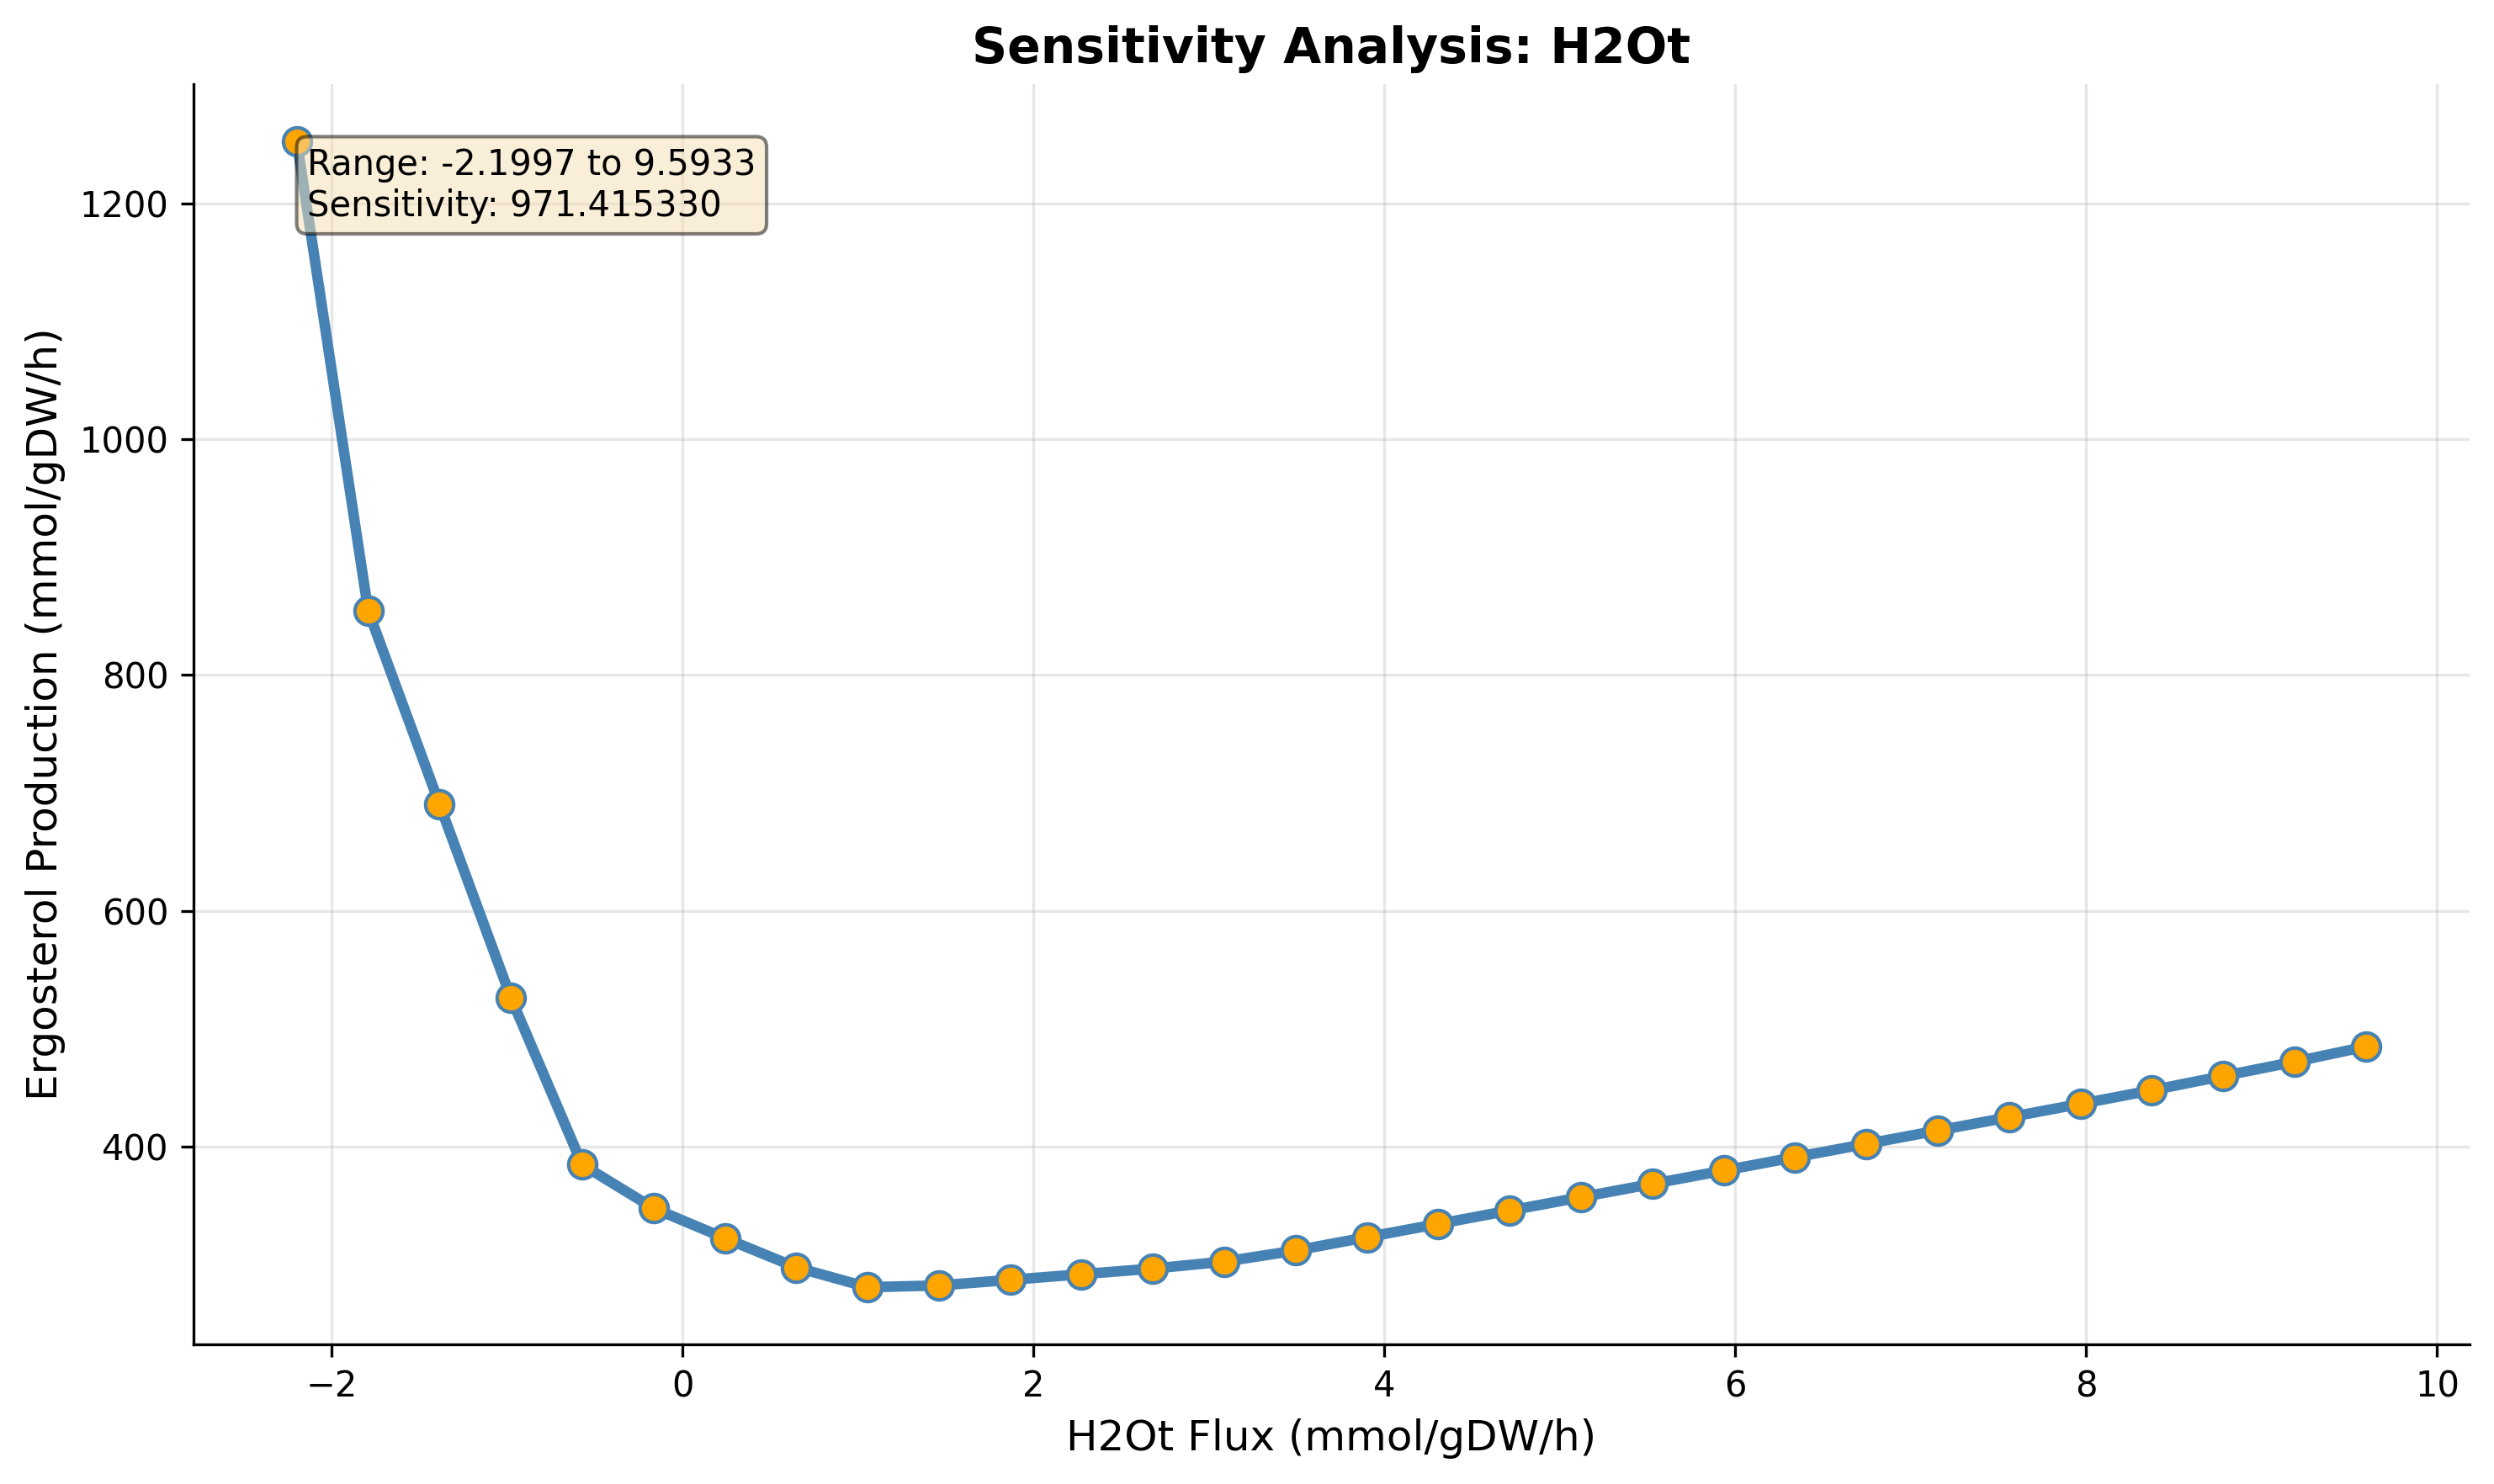 Sensitivity Analysis: H2Ot
Range: -2.1997 to 9.5933
Sensitivity: 971.415330
Ergosterol Production (mmol/gDW/h)
1200
1000
800
600
400
−2
0
2
4
6
8
10
H2Ot Flux (mmol/gDW/h)